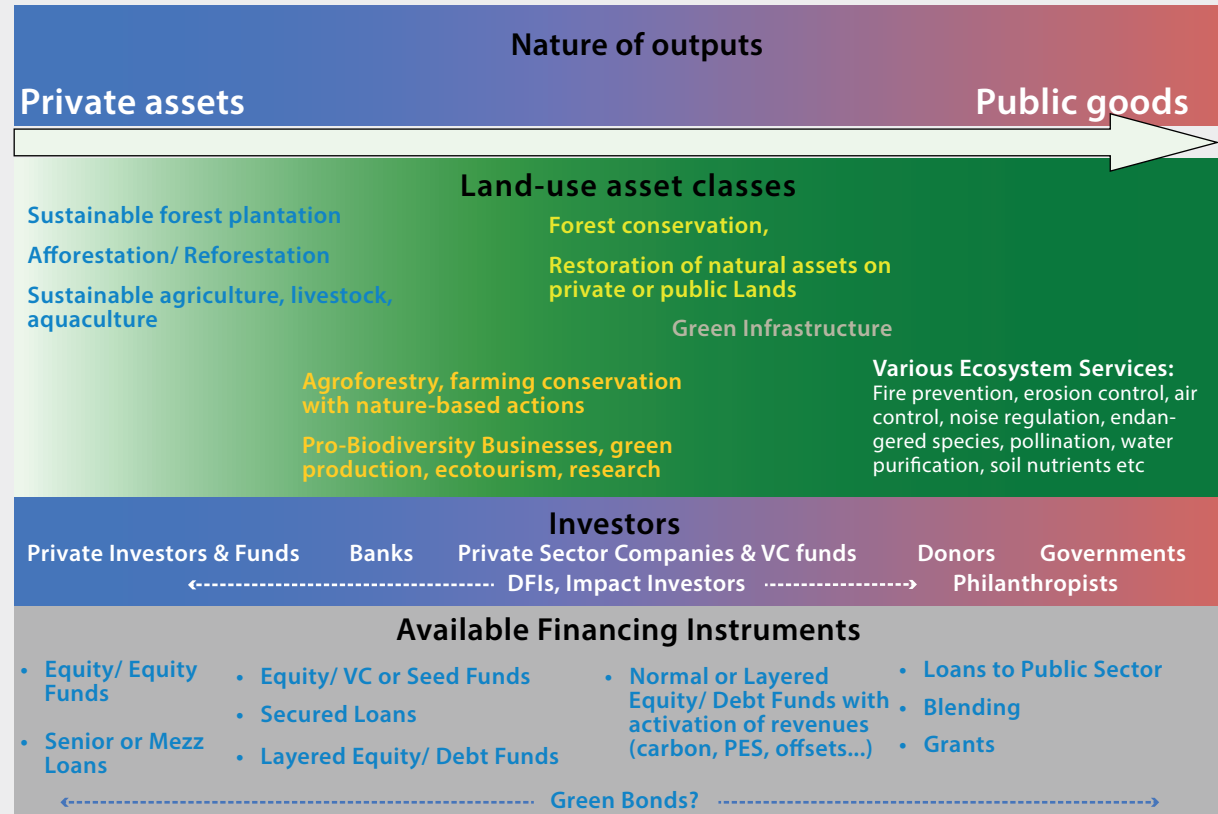 Nature of outputs
Private assets
Public goods
Land-use asset classes
Sustainable forest plantation
Afforestation/ Reforestation
Sustainable agriculture, livestock,
aquaculture
Forest conservation,
Restoration of natural assets on
private or public Lands
Green Infrastructure
Agroforestry, farming conservation
with nature-based actions
Pro-Biodiversity Businesses, green
production, ecotourism, research
Various Ecosystem Services:
Fire prevention, erosion control, air
control, noise regulation, endan-
gered species, pollination, water
purification, soil nutrients etc
Investors
Private Investors & Funds
Banks
Private Sector Companies & VC funds
Donors
Governments
DFIs, Impact Investors
Philanthropists
Available Financing Instruments
• Equity/ Equity
Funds
• Senior or Mezz
Loans
• Equity/ VC or Seed Funds
• Secured Loans
• Layered Equity/ Debt Funds
• Normal or Layered
Equity/ Debt Funds with
activation of revenues
(carbon, PES, offsets...)
• Loans to Public Sector
• Blending
• Grants
Green Bonds?